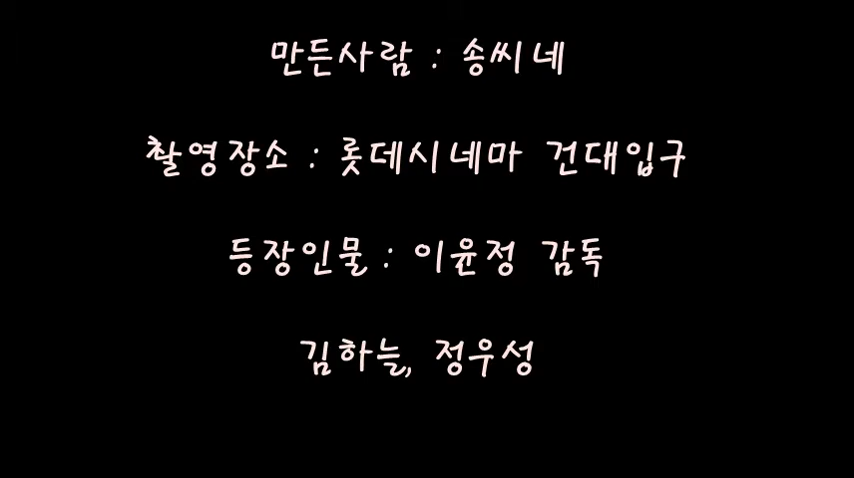 만든사람 : 송씨네
촬영장소 : 롯데시네마 건대입구
등장인물 : 이윤정 감독
김하늘, 정우성